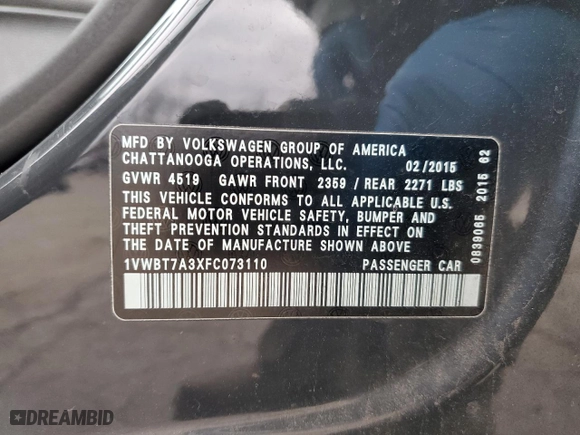 MFD BY VOLKSWAGEN GROUP OF AMERICA
CHATTANOOGA OPERATIONS, LLC. 02/2015
GVWR 4519 GAWR FRONT 2359 / REAR 2271 LBS
THIS VEHICLE CONFORMS TO ALL APPLICABLE U.S.
FEDERAL MOTOR VEHICLE SAFETY, BUMPER AND
THEFT PREVENTION STANDARDS IN EFFECT ON
THE DATE OF MANUFACTURE SHOWN ABOVE
1VWBT7A3XFC073110 PASSENGER CAR
0839065 2015 62
DREAMBID